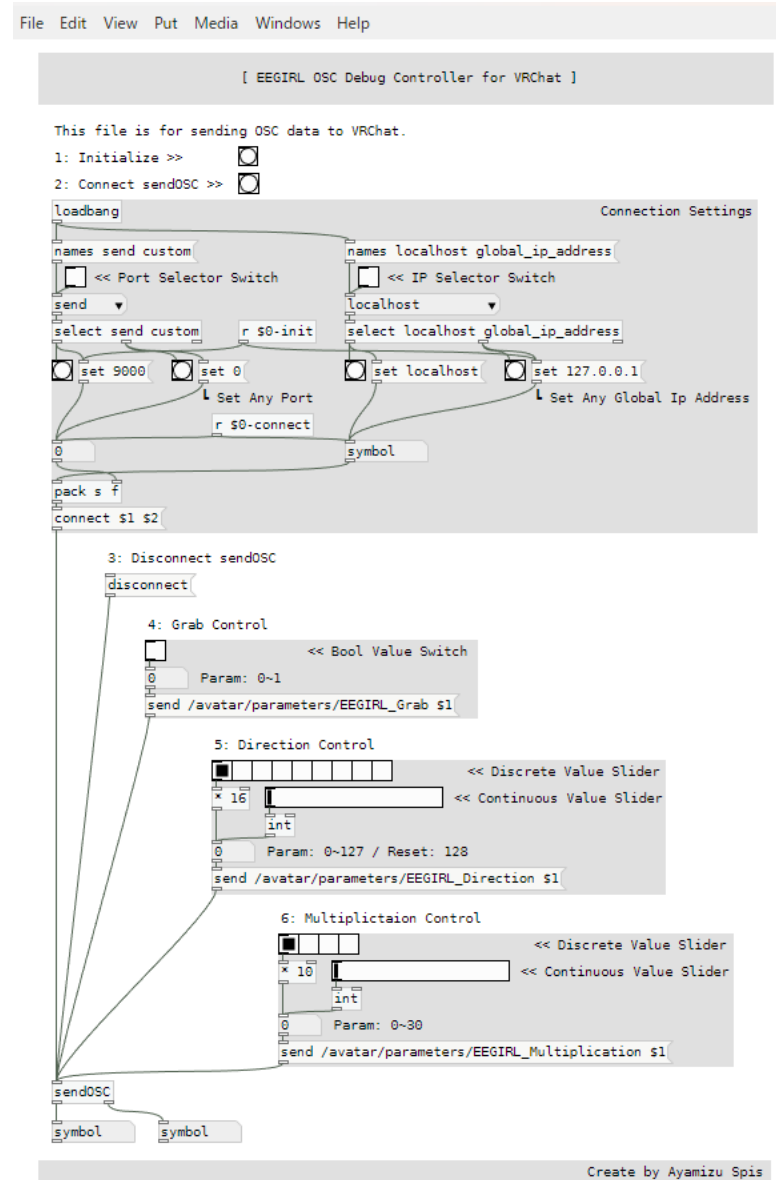 File Edit View Put Media Windows Help
[ EEGIRL OSC Debug Controller for VRChat ]
This file is for sending OSC data to VRChat.
1: Initialize >>
2: Connect sendOSC >>
loadbang
Connection Settings
names send custom
names localhost global_ip_address
<< Port Selector Switch
<< IP Selector Switch
send ▼
localhost ▼
select send custom
r $0-init
select localhost global_ip_address
set 9000
set 0
set localhost
set 127.0.0.1
┗ Set Any Port
┗ Set Any Global Ip Address
r $0-connect
0
symbol
pack s f
connect $1 $2
3: Disconnect sendOSC
disconnect
4: Grab Control
<< Bool Value Switch
0
Param: 0~1
send /avatar/parameters/EEGIRL_Grab $1
5: Direction Control
<< Discrete Value Slider
* 16
<< Continuous Value Slider
int
0
Param: 0~127 / Reset: 128
send /avatar/parameters/EEGIRL_Direction $1
6: Multiplictaion Control
<< Discrete Value Slider
* 10
<< Continuous Value Slider
int
0
Param: 0~30
send /avatar/parameters/EEGIRL_Multiplication $1
sendOSC
symbol
symbol
Create by Ayamizu Spis